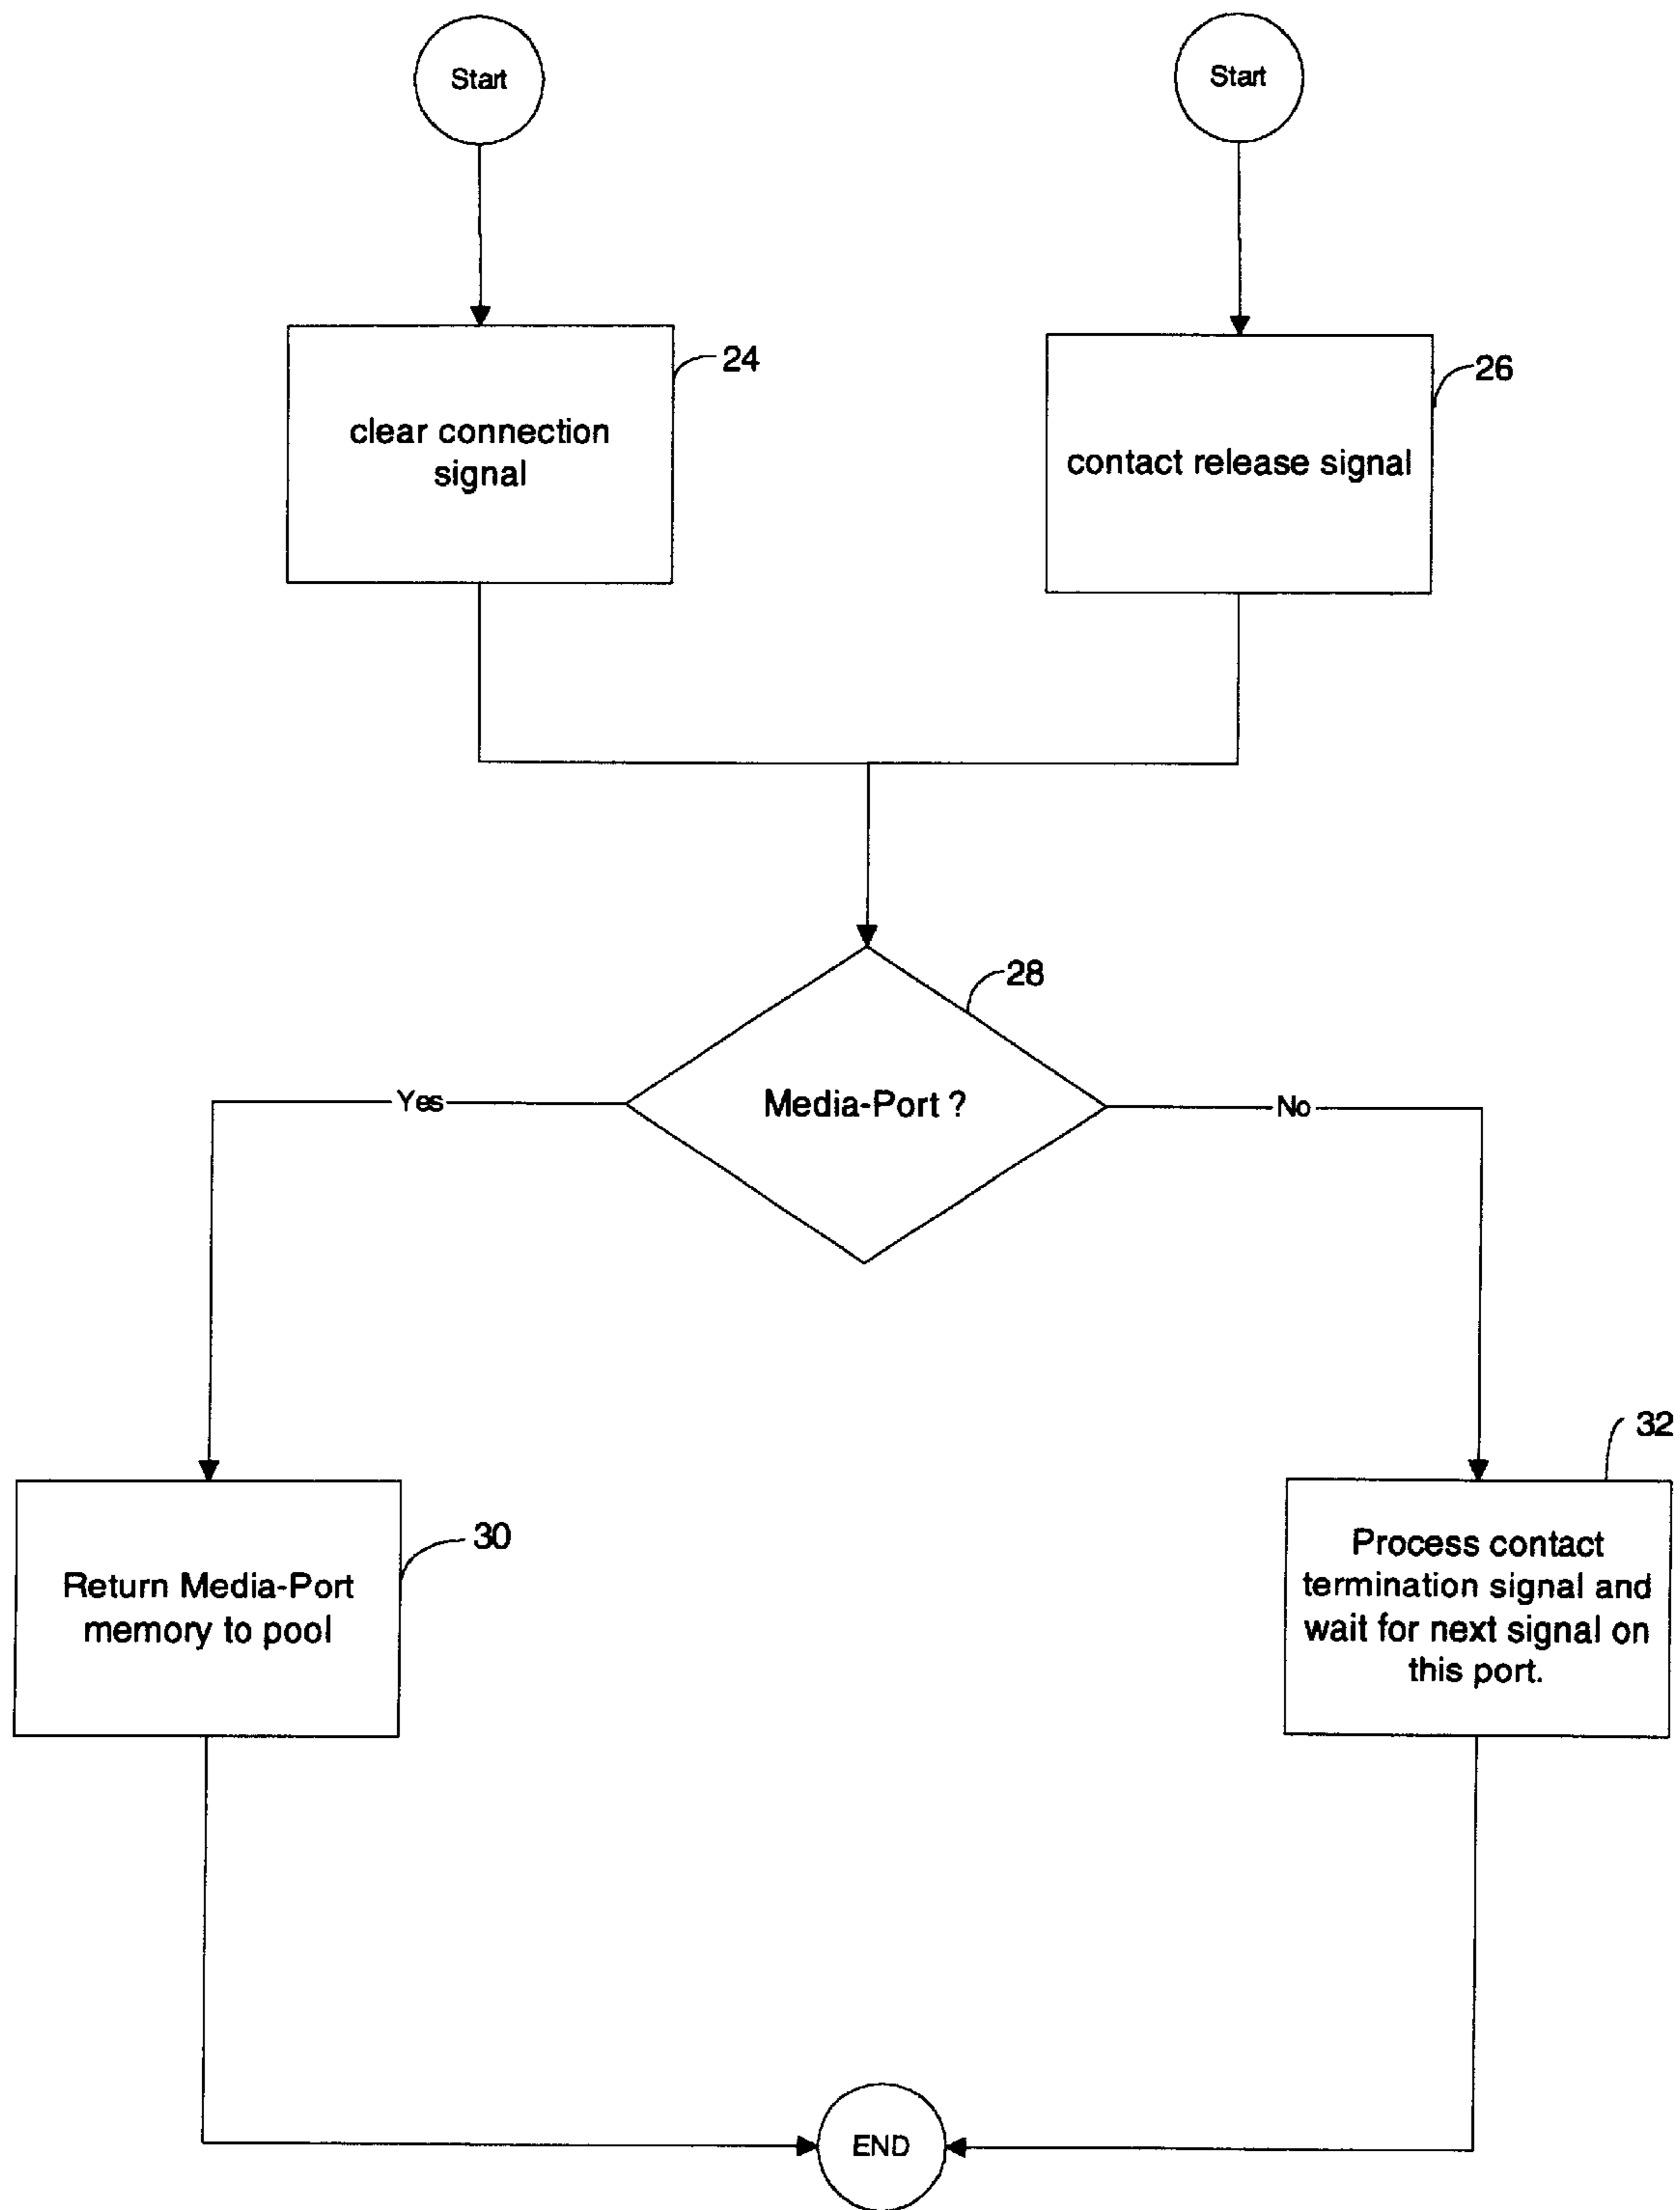 Start
Start
24
clear connection
signal
26
contact release signal
28
Media-Port ?
Yes
No
30
Return Media-Port
memory to pool
32
Process contact
termination signal and
wait for next signal on
this port.
END